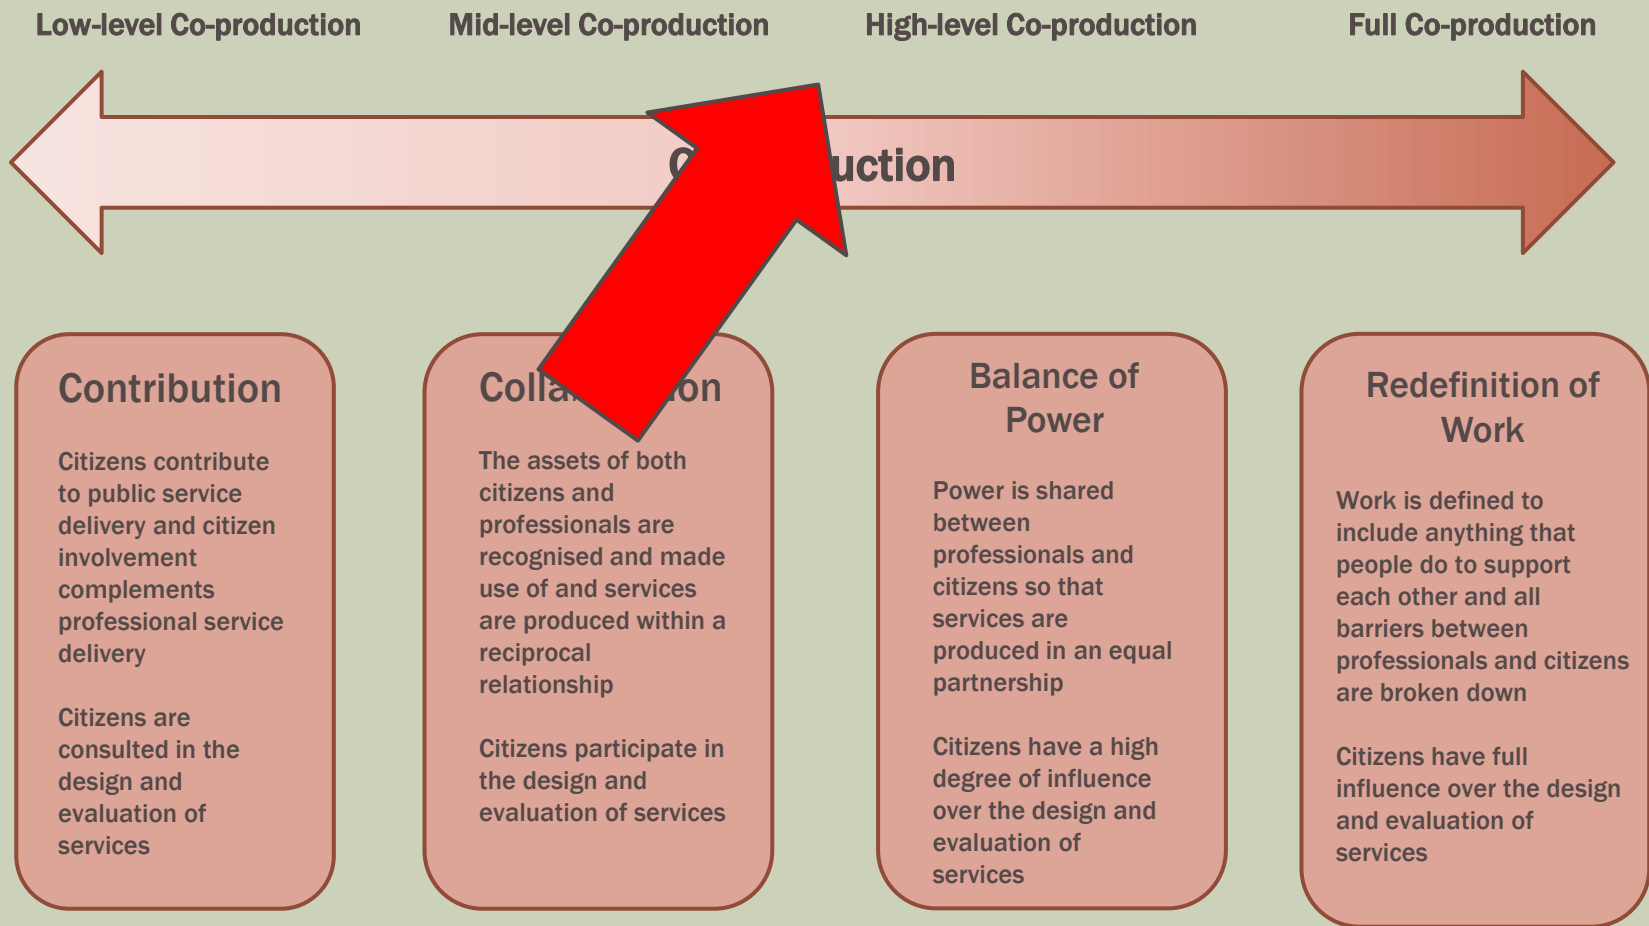 Low-level Co-production Mid-level Co-production High-level Co-production Full Co-production
uction
Contribution
Citizens contribute
to public service
delivery and citizen
involvement
complements
professional service
delivery
Citizens are
consulted in the
design and
evaluation of
services
Colla on
The assets of both
citizens and
professionals are
recognised and made
use of and services
are produced within a
reciprocal
relationship
Citizens participate in
the design and
evaluation of services
Balance of
Power
Power is shared
between
professionals and
citizens so that
services are
produced in an equal
partnership
Citizens have a high
degree of influence
over the design and
evaluation of
services
Redefinition of
Work
Work is defined to
include anything that
people do to support
each other and all
barriers between
professionals and citizens
are broken down
Citizens have full
influence over the design
and evaluation of
services